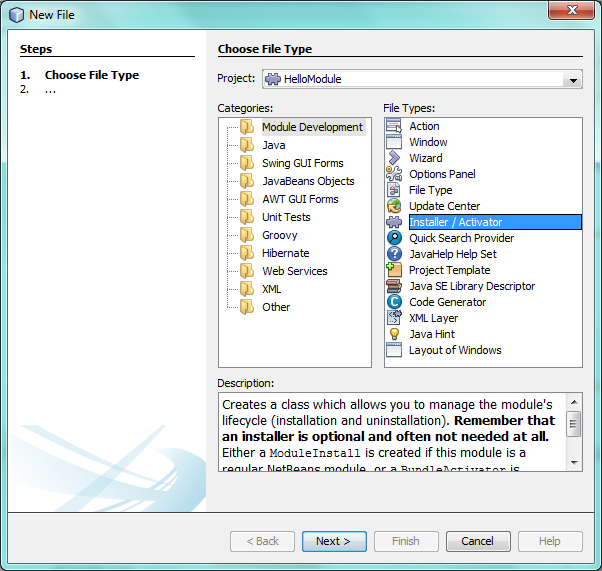 New File
Steps
1. Choose File Type
2. ...
Choose File Type
Project: HelloModule
Categories:
Module Development
Java
Swing GUI Forms
JavaBeans Objects
AWT GUI Forms
Unit Tests
Groovy
Hibernate
Web Services
XML
Other
File Types:
Action
Window
Wizard
Options Panel
File Type
Update Center
Installer / Activator
Quick Search Provider
JavaHelp Help Set
Project Template
Java SE Library Descriptor
Code Generator
XML Layer
Java Hint
Layout of Windows
Description:
Creates a class which allows you to manage the module's
lifecycle (installation and uninstallation). Remember that
an installer is optional and often not needed at all.
Either a ModuleInstall is created if this module is a
regular NetBeans module, or a BundleActivator is
< Back
Next >
Finish
Cancel
Help